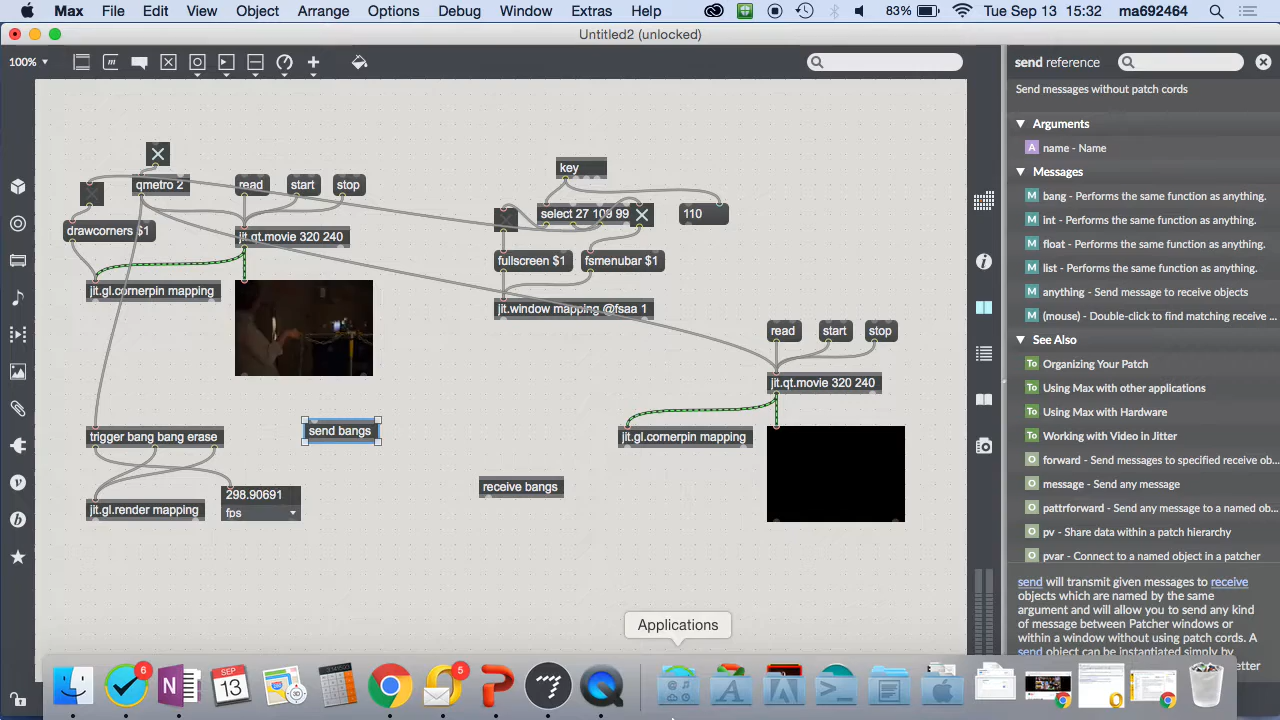 Max File Edit View Object Arrange Options Debug Window Extras Help 83% Tue Sep 13 15:32 ma692464
Untitled2 (unlocked)
100%
send reference
Send messages without patch cords
Arguments
A name - Name
Messages
M bang - Performs the same function as anything.
M int - Performs the same function as anything.
M float - Performs the same function as anything.
M list - Performs the same function as anything.
M anything - Send message to receive objects
M (mouse) - Double-click to find matching receive ...
See Also
To Organizing Your Patch
To Using Max with other applications
To Using Max with Hardware
To Working with Video in Jitter
O forward - Send messages to specified receive ob...
O message - Send any message
O pattrforward - Send any message to a named ob...
O pv - Share data within a patch hierarchy
O pvar - Connect to a named object in a patcher
send will transmit given messages to receive
objects which are named by the same
argument and will allow you to send any kind
of message between Patcher windows or
within a window without using patch cords. A
send object can be instantiated simply by
key
qmetro 2
read
start
stop
select 27 109 99
110
drawcorners $1
jit.qt.movie 320 240
fullscreen $1
fsmenubar $1
jit.gl.cornerpin mapping
jit.window mapping @fsaa 1
read
start
stop
jit.qt.movie 320 240
send bangs
trigger bang bang erase
jit.gl.cornerpin mapping
receive bangs
298.90691
fps
jit.gl.render mapping
Applications
6
SEP
13
5